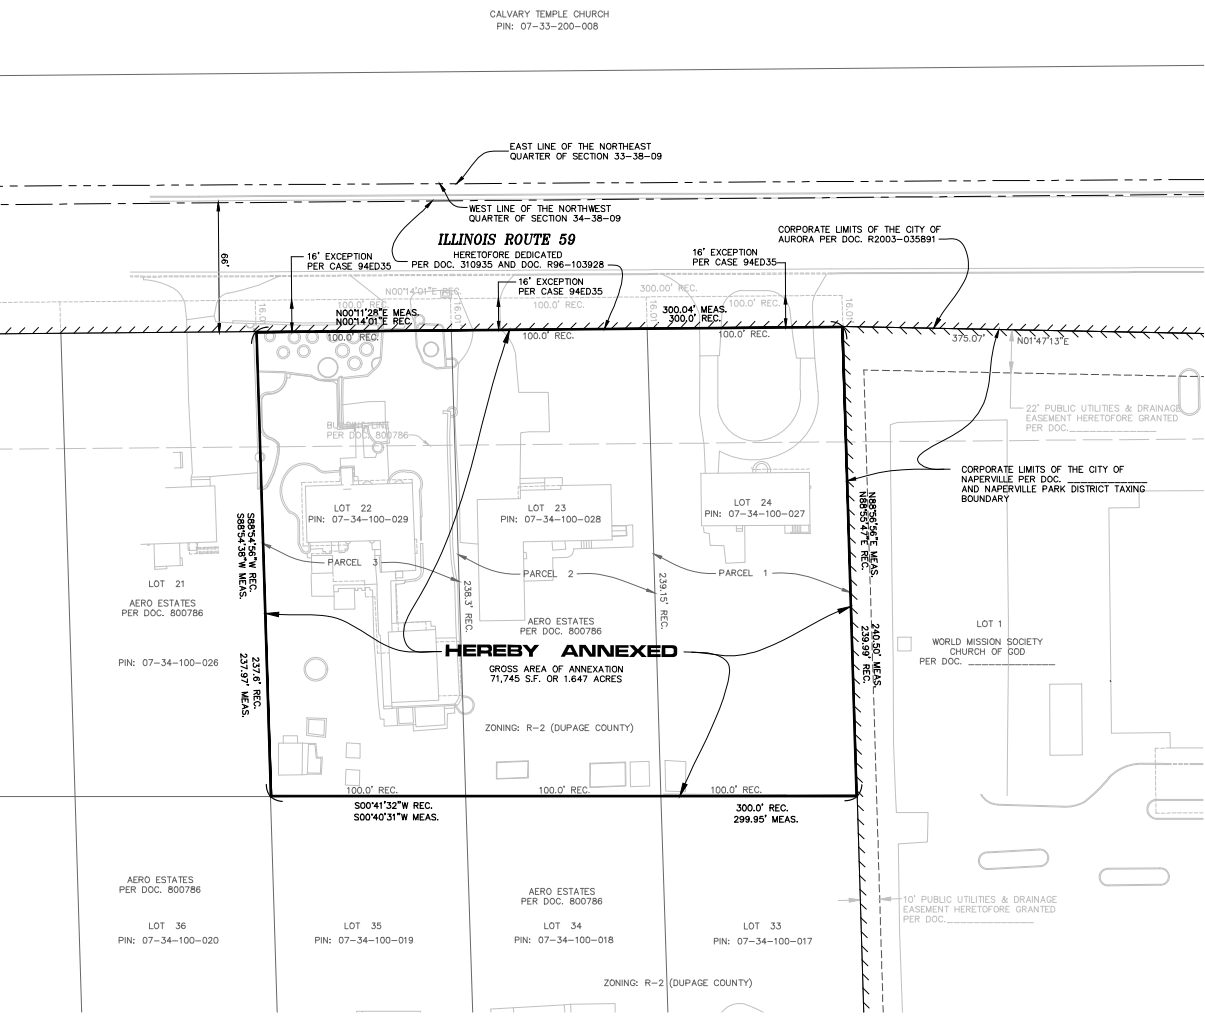 CALVARY TEMPLE CHURCH
PIN: 07-33-200-008
EAST LINE OF THE NORTHEAST
QUARTER OF SECTION 33-38-09
WEST LINE OF THE NORTHWEST
QUARTER OF SECTION 34-38-09
CORPORATE LIMITS OF THE CITY OF
AURORA PER DOC. R2003-035891
ILLINOIS ROUTE 59
HERETOFORE DEDICATED
PER DOC. 310935 AND DOC. R96-103928
66'
16' EXCEPTION
PER CASE 94ED35
16' EXCEPTION
PER CASE 94ED35
16' EXCEPTION
PER CASE 94ED35
N00°14'01"E REC.
300.00' REC.
16.0'
100.0' REC.
16.0'
100.0' REC.
16.01'
100.0' REC.
16.0'
N00°11'28"E MEAS.
N00°14'01"E REC.
300.04' MEAS.
300.0' REC.
100.0' REC.
100.0' REC.
100.0' REC.
375.07'
N01°47'13"E
22' PUBLIC UTILITIES & DRAINAGE
EASEMENT HERETOFORE GRANTED
PER DOC.
BUILDING LINE
PER DOC. 800786
CORPORATE LIMITS OF THE CITY OF
NAPERVILLE PER DOC.
AND NAPERVILLE PARK DISTRICT TAXING
BOUNDARY
LOT 22
PIN: 07-34-100-029
LOT 23
PIN: 07-34-100-028
LOT 24
PIN: 07-34-100-027
S88°54'56"W REC.
S88°54'38"W MEAS.
N88°56'56"E MEAS.
N88°55'47"E REC.
PARCEL 3
PARCEL 2
PARCEL 1
LOT 21
AERO ESTATES
PER DOC. 800786
PIN: 07-34-100-026
238.3' REC.
239.15' REC.
AERO ESTATES
PER DOC. 800786
HEREBY ANNEXED
GROSS AREA OF ANNEXATION
71,745 S.F. OR 1.647 ACRES
237.6' REC.
237.97' MEAS.
240.50' MEAS.
239.99' REC.
LOT 1
WORLD MISSION SOCIETY
CHURCH OF GOD
PER DOC.
ZONING: R-2 (DUPAGE COUNTY)
100.0' REC.
100.0' REC.
100.0' REC.
S00°41'32"W REC.
S00°40'31"W MEAS.
300.0' REC.
299.95' MEAS.
AERO ESTATES
PER DOC. 800786
AERO ESTATES
PER DOC. 800786
10' PUBLIC UTILITIES & DRAINAGE
EASEMENT HERETOFORE GRANTED
PER DOC.
LOT 36
PIN: 07-34-100-020
LOT 35
PIN: 07-34-100-019
LOT 34
PIN: 07-34-100-018
LOT 33
PIN: 07-34-100-017
ZONING: R-2 (DUPAGE COUNTY)